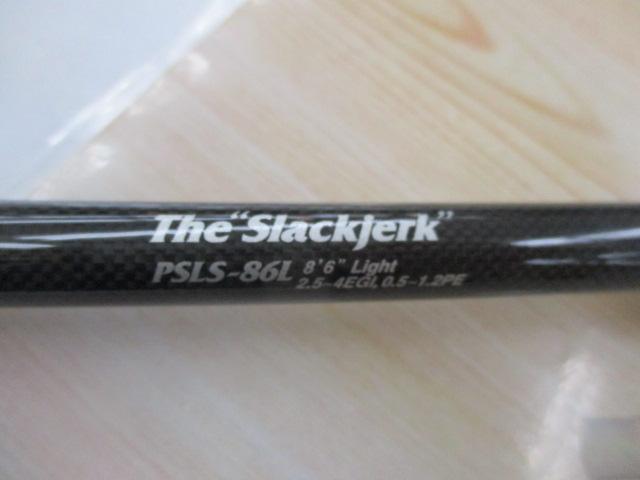 The "Slackjerk"
PSLS-86L 8'6" Light
2.5-4EGI, 0.5-1.2PE